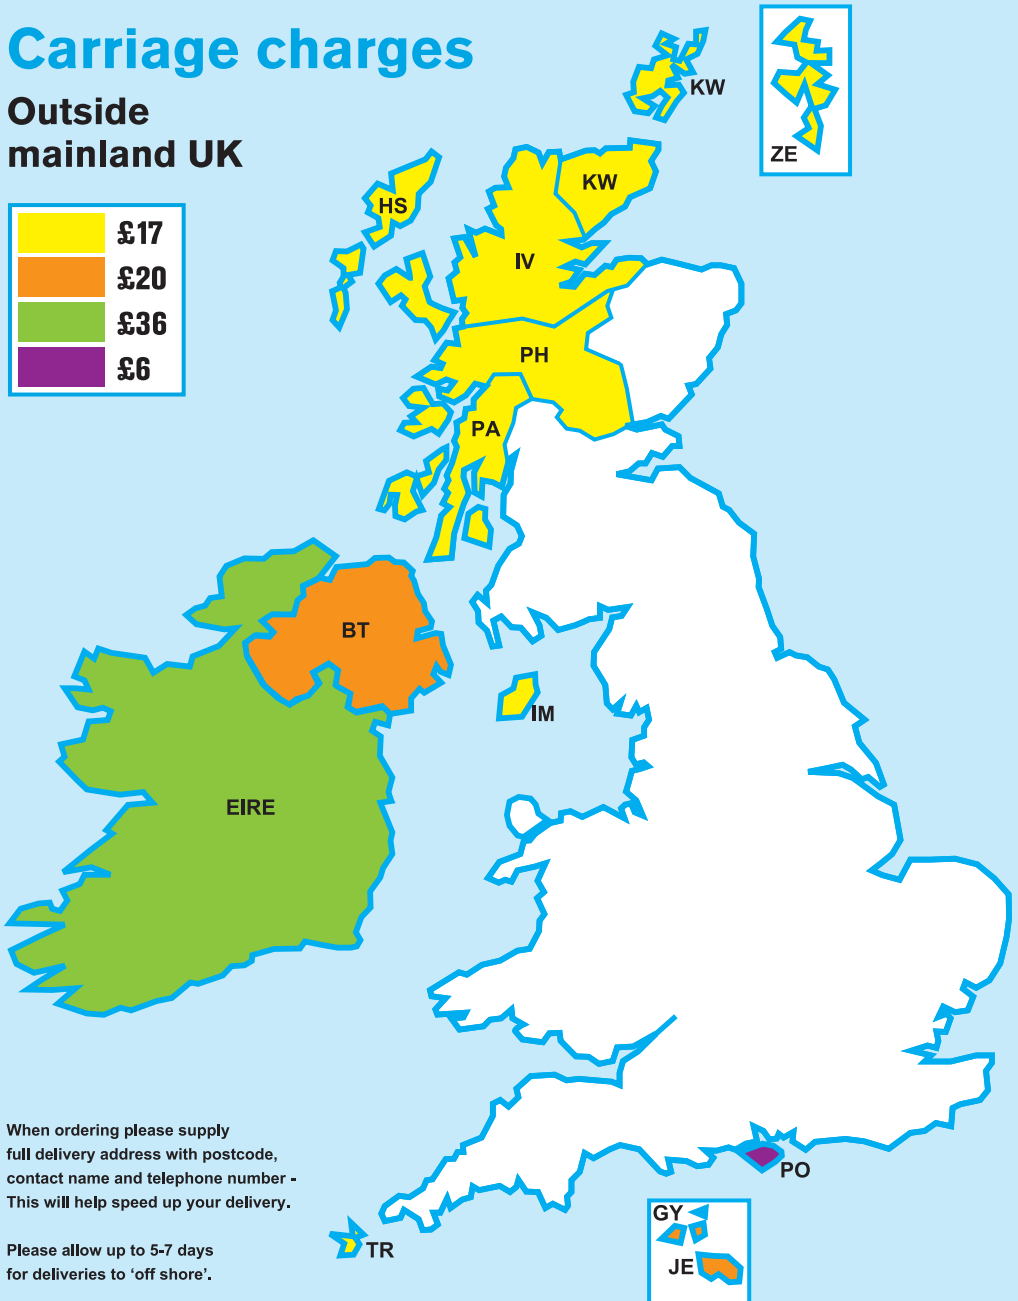 Carriage charges
Outside
mainland UK
£17
£20
£36
£6
KW
ZE
HS
KW
IV
PH
PA
BT
IM
EIRE
PO
TR
GY
JE
When ordering please supply
full delivery address with postcode,
contact name and telephone number -
This will help speed up your delivery.
Please allow up to 5-7 days
for deliveries to ‘off shore’.